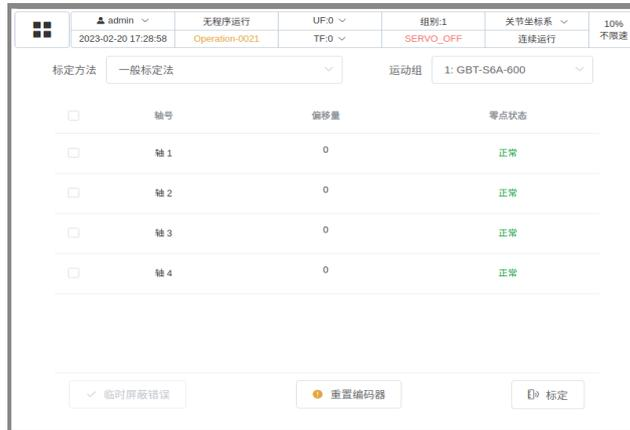 admin 无程序运行 UF:0 组别:1 关节坐标系 10%
2023-02-20 17:28:58 Operation-0021 TF:0 SERVO_OFF 连续运行 不限速
标定方法 一般标定法 运动组 1: GBT-S6A-600
轴号 偏移量 零点状态
轴 1 0 正常
轴 2 0 正常
轴 3 0 正常
轴 4 0 正常
临时屏蔽错误 重置编码器 标定